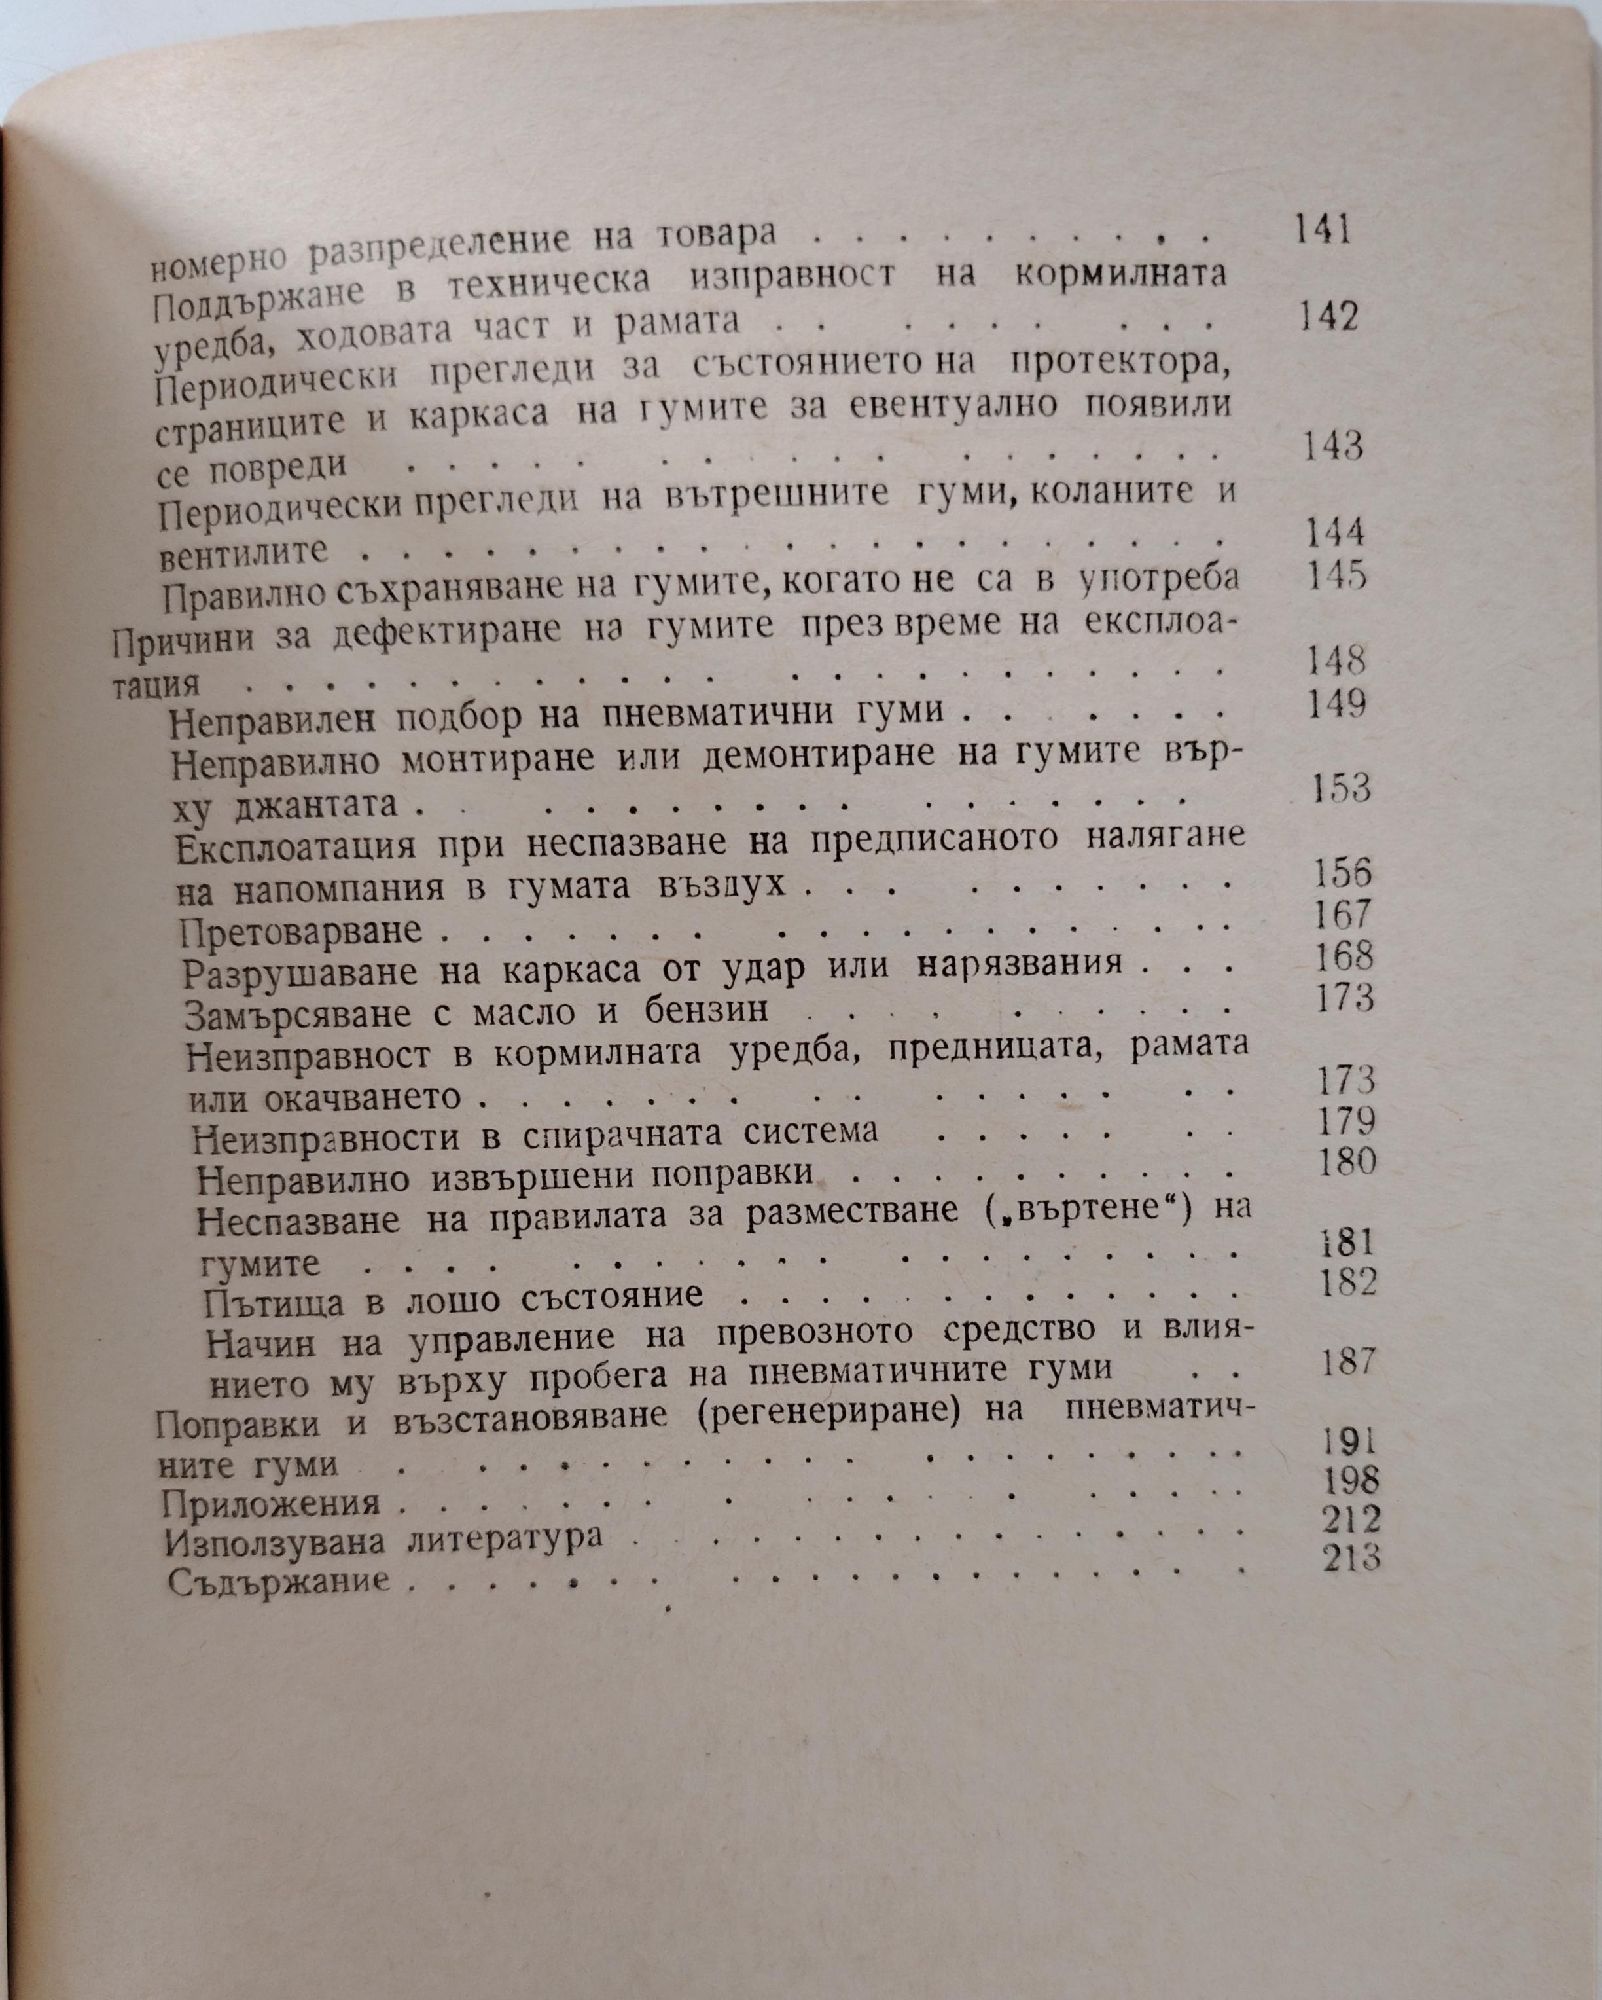 номерно разпределение на товара . . . . . . . . . . 141
Поддържане в техническа изправност на кормилната
уредба, ходовата част и рамата . . . . . . . . . 142
Периодически прегледи за състоянието на протектора,
страниците и каркаса на гумите за евентуално появили
се повреди . . . . . . . . . . . . . . . . . . 143
Периодически прегледи на вътрешните гуми, коланите и
вентилите . . . . . . . . . . . . . . . . . . . . . 144
Правилно съхраняване на гумите, когато не са в употреба 145
Причини за дефектиране на гумите през време на експлоа-
тация . . . . . . . . . . . . . . . . . . . . . . . 148
Неправилен подбор на пневматични гуми . . . . . . . 149
Неправилно монтиране или демонтиране на гумите вър-
ху джантата . . . . . . . . . . . . . . . . . 153
Експлоатация при неспазване на предписаното налягане
на напомпания в гумата въздух . . . . . . . . . . 156
Претоварване . . . . . . . . . . . . . . . . . . 167
Разрушаване на каркаса от удар или нарязвания . . . 168
Замърсяване с масло и бензин . . . . . . . . . . 173
Неизправност в кормилната уредба, предницата, рамата
или окачването . . . . . . . . . . . . . . . . 173
Неизправности в спирачната система . . . . . . . 179
Неправилно извършени поправки . . . . . . . . . . 180
Неспазване на правилата за разместване („въртене“) на
гумите . . . . . . . . . . . . . . . . . . . . 181
Пътища в лошо състояние . . . . . . . . . . . . . 182
Начин на управление на превозното средство и влия-
нието му върху пробега на пневматичните гуми . . 187
Поправки и възстановяване (регенериране) на пневматич-
ните гуми . . . . . . . . . . . . . . . . . . . 191
Приложения . . . . . . . . . . . . . . . . . . . 198
Използувана литература . . . . . . . . . . . . . . . 212
Съдържание . . . . . . . . . . . . . . . . . . . 213